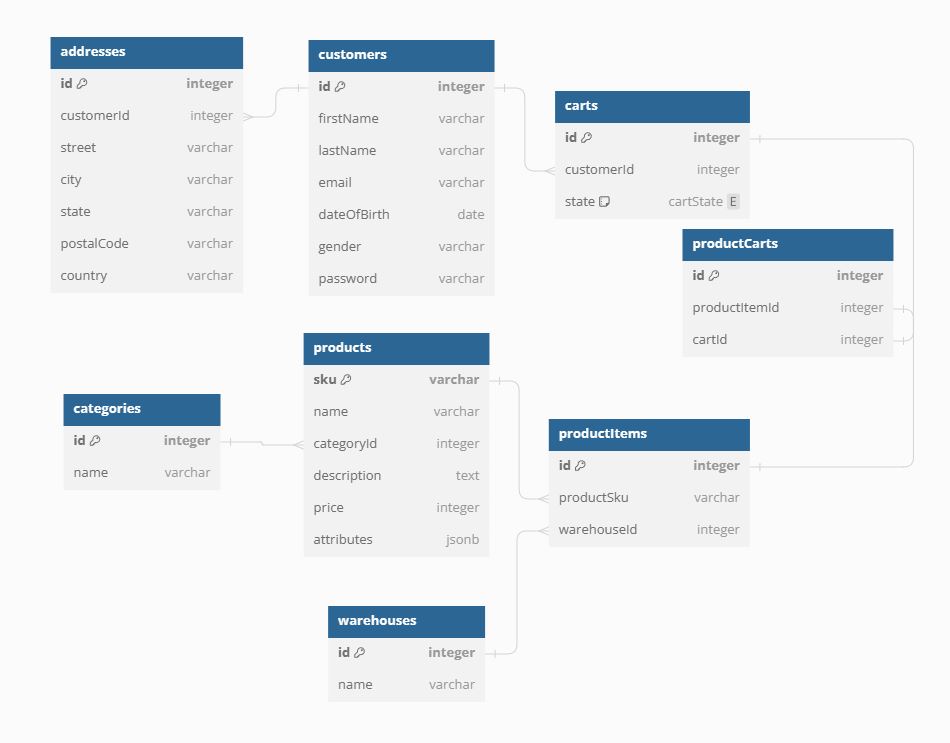 addresses
id integer
customerId integer
street varchar
city varchar
state varchar
postalCode varchar
country varchar
customers
id integer
firstName varchar
lastName varchar
email varchar
dateOfBirth date
gender varchar
password varchar
carts
id integer
customerId integer
state cartState E
productCarts
id integer
productItemId integer
cartId integer
products
sku varchar
name varchar
categoryId integer
description text
price integer
attributes jsonb
categories
id integer
name varchar
productItems
id integer
productSku varchar
warehouseId integer
warehouses
id integer
name varchar